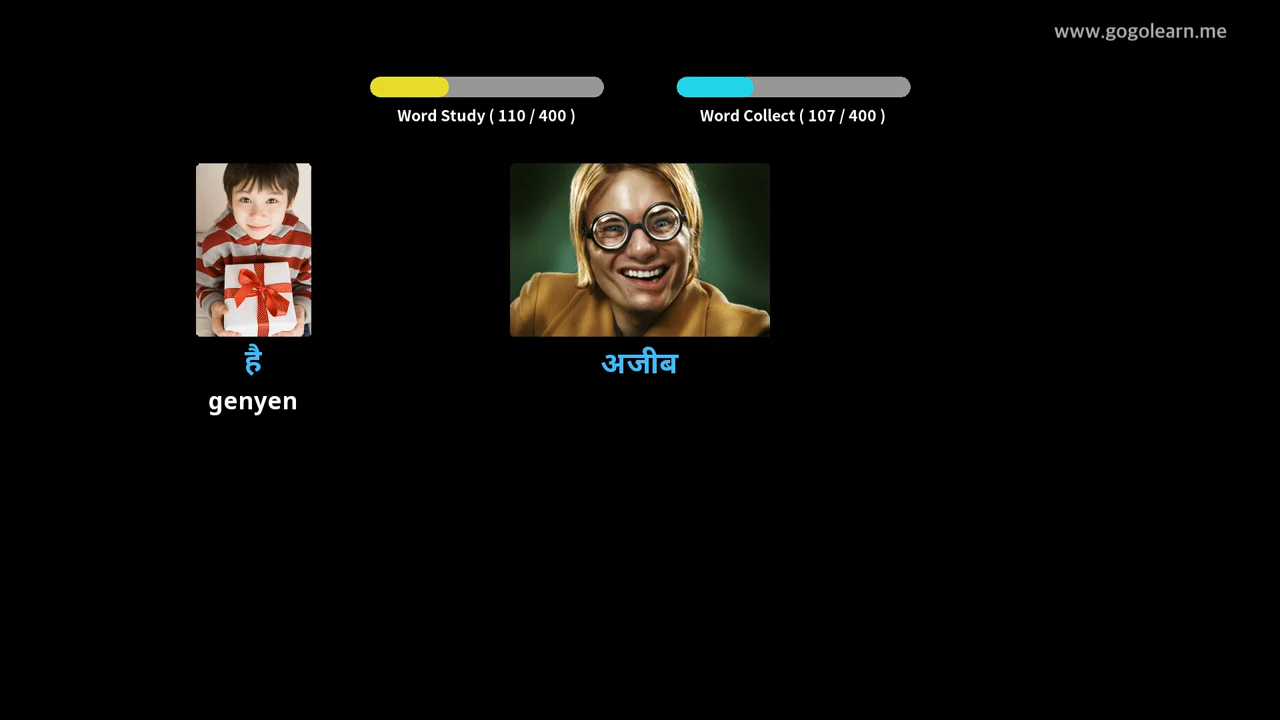 www.gogolearn.me
Word Study ( 110 / 400 )
Word Collect ( 107 / 400 )
है
अजीब
genyen